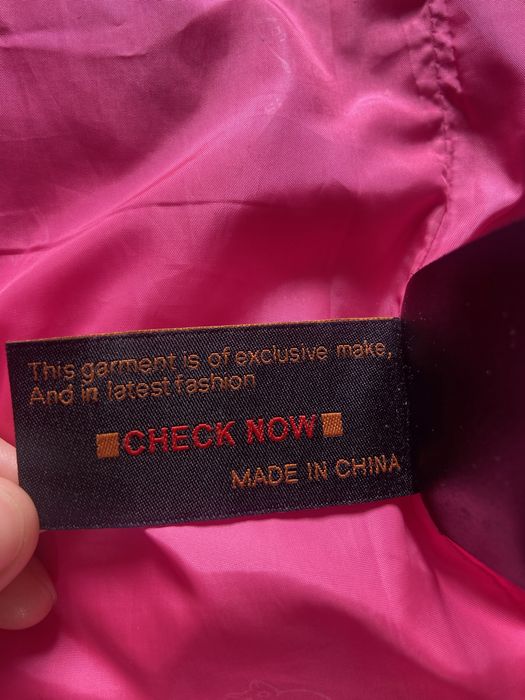 This garment is of exclusive make,
And in latest fashion
CHECK NOW
MADE IN CHINA